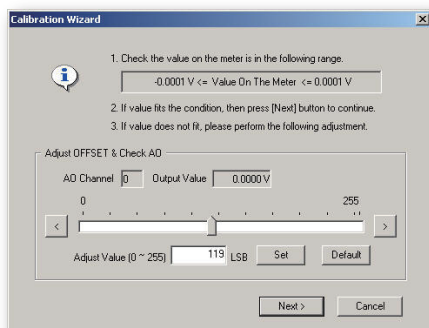 Calibration Wizard
1. Check the value on the meter is in the following range.
-0.0001 V <= Value On The Meter <= 0.0001 V
2. If value fits the condition, then press [Next] button to continue.
3. If value does not fit, please perform the following adjustment.
Adjust OFFSET & Check AO
AO Channel 0 Output Value 0.0000 V
0 255
< >
Adjust Value (0 ~ 255) 119 LSB Set Default
Next > Cancel